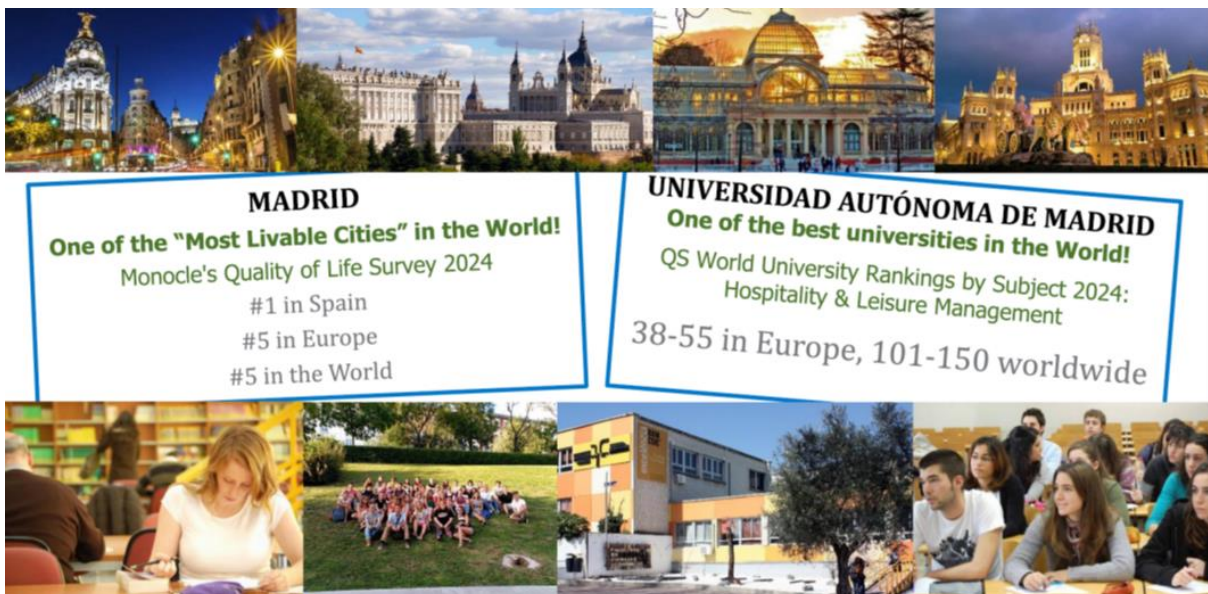 MADRID
One of the “Most Livable Cities” in the World!
Monocle's Quality of Life Survey 2024
#1 in Spain
#5 in Europe
#5 in the World
UNIVERSIDAD AUTÓNOMA DE MADRID
One of the best universities in the World!
QS World University Rankings by Subject 2024:
Hospitality & Leisure Management
38-55 in Europe, 101-150 worldwide